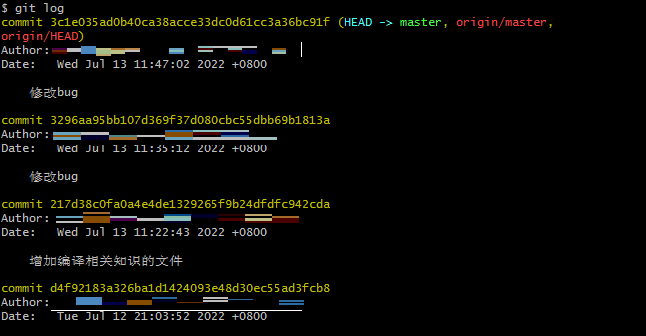 $ git log
commit 3c1e035ad0b40ca38acce33dc0d61cc3a36bc91f (HEAD -> master, origin/master,
origin/HEAD)
Author:
Date:   Wed Jul 13 11:47:02 2022 +0800
修改bug
commit 3296aa95bb107d369f37d080cbc55dbb69b1813a
Author:
Date:   Wed Jul 13 11:35:12 2022 +0800
修改bug
commit 217d38c0fa0a4e4de1329265f9b24dfdfc942cda
Author:
Date:   Wed Jul 13 11:22:43 2022 +0800
增加编译相关知识的文件
commit d4f92183a326ba1d1424093e48d30ec55ad3fcb8
Author:
Date:   Tue Jul 12 21:03:52 2022 +0800